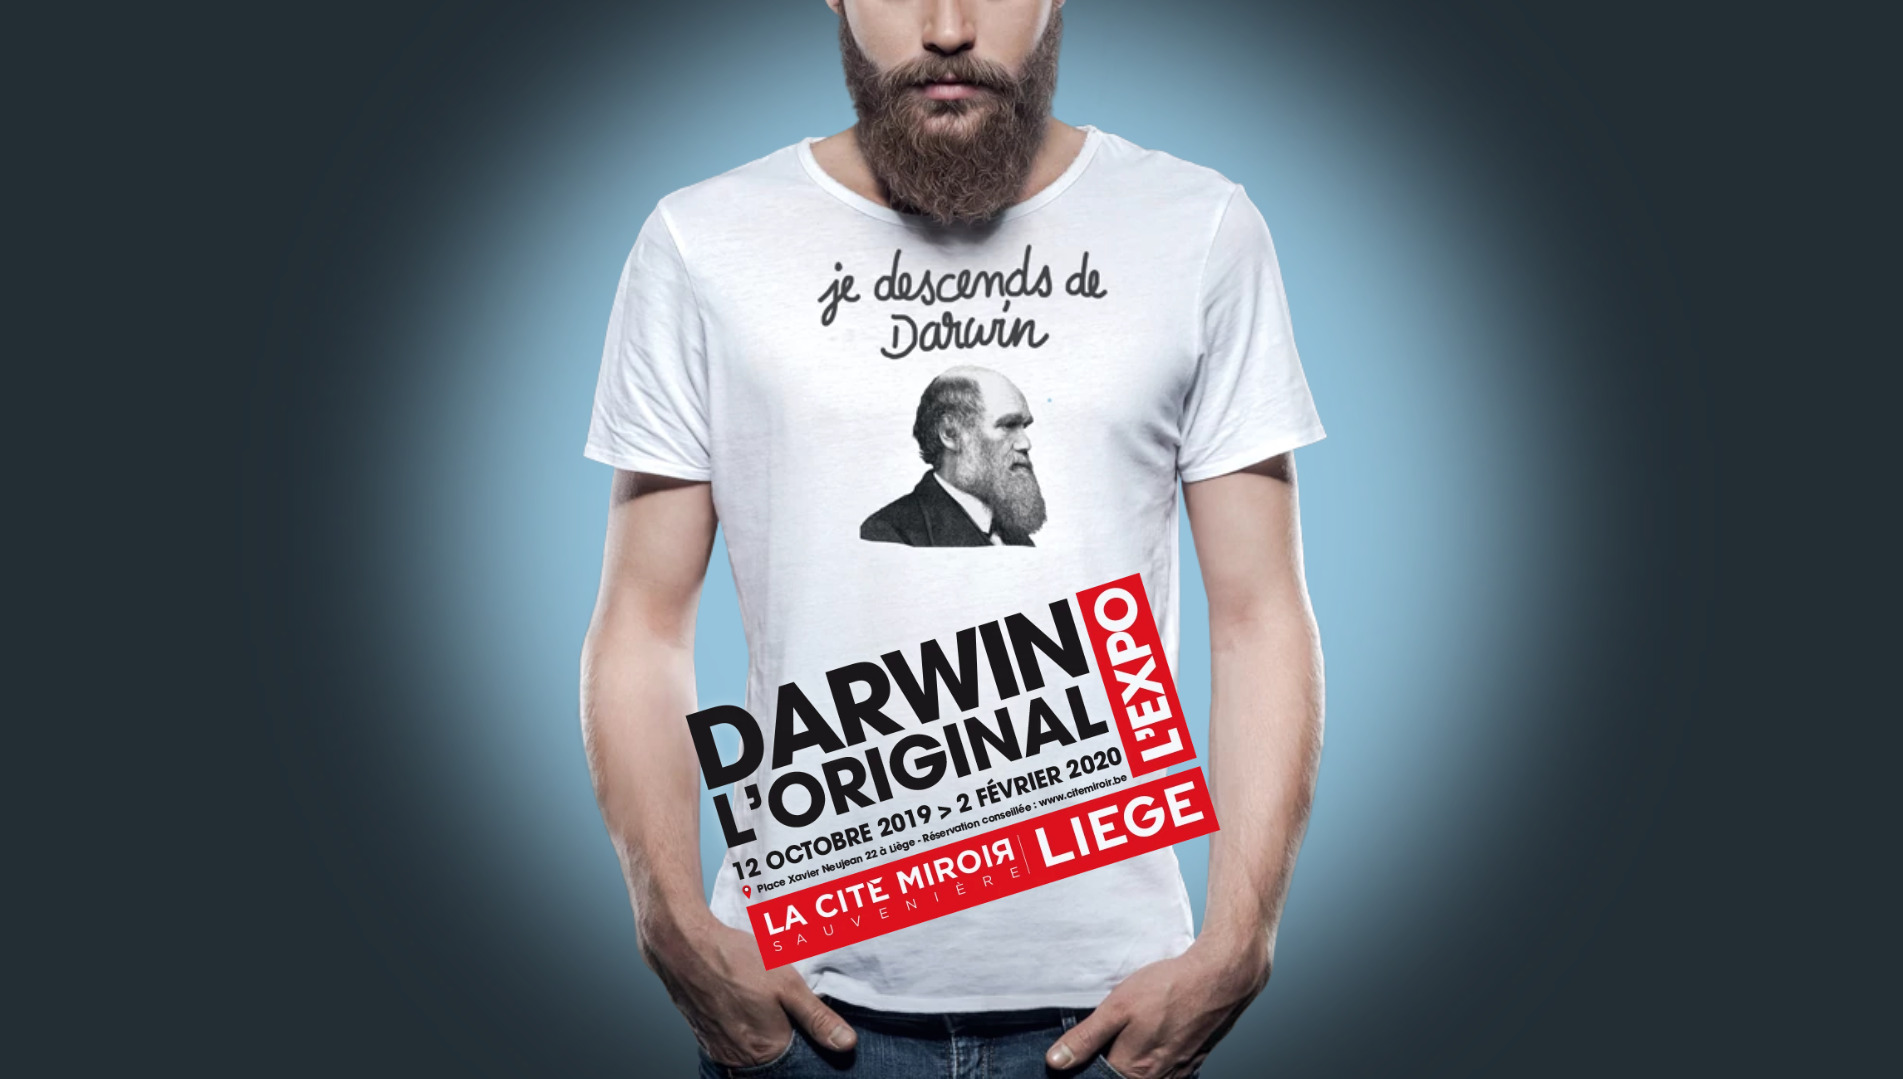 je descends de
Darwin
DARWIN
L'ORIGINAL
L'EXPO
12 OCTOBRE 2019 > 2 FÉVRIER 2020
Place Xavier Neujean 22 à Liège - Réservation conseillée : www.citemiroir.be
LA CITÉ MIROIR
SAUVENIÈRE
LIEGE